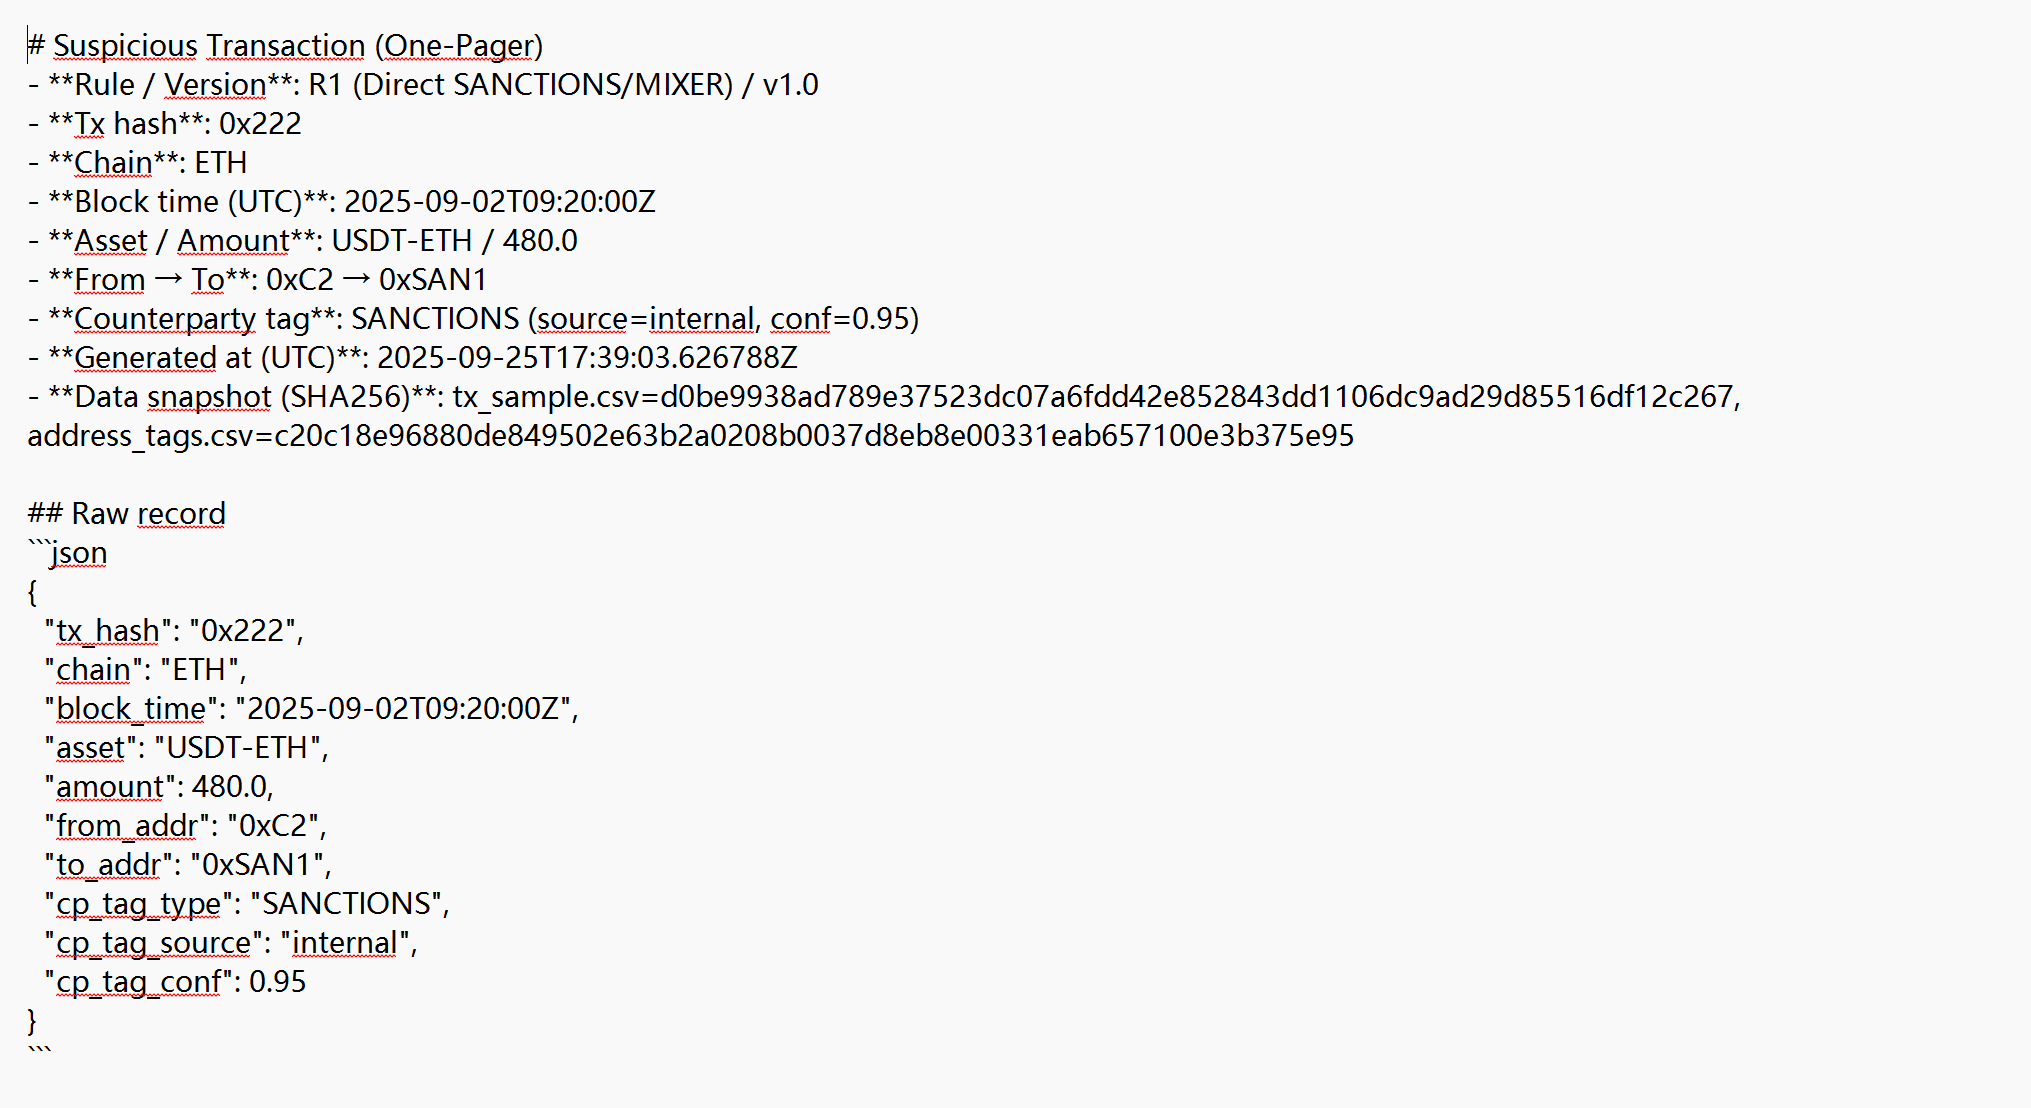 # Suspicious Transaction (One-Pager)
- **Rule / Version**: R1 (Direct SANCTIONS/MIXER) / v1.0
- **Tx hash**: 0x222
- **Chain**: ETH
- **Block time (UTC)**: 2025-09-02T09:20:00Z
- **Asset / Amount**: USDT-ETH / 480.0
- **From → To**: 0xC2 → 0xSAN1
- **Counterparty tag**: SANCTIONS (source=internal, conf=0.95)
- **Generated at (UTC)**: 2025-09-25T17:39:03.626788Z
- **Data snapshot (SHA256)**: tx_sample.csv=d0be9938ad789e37523dc07a6fdd42e852843dd1106dc9ad29d85516df12c267,
address_tags.csv=c20c18e96880de849502e63b2a0208b0037d8eb8e00331eab657100e3b375e95

## Raw record
```json
{
  "tx_hash": "0x222",
  "chain": "ETH",
  "block_time": "2025-09-02T09:20:00Z",
  "asset": "USDT-ETH",
  "amount": 480.0,
  "from_addr": "0xC2",
  "to_addr": "0xSAN1",
  "cp_tag_type": "SANCTIONS",
  "cp_tag_source": "internal",
  "cp_tag_conf": 0.95
}
```